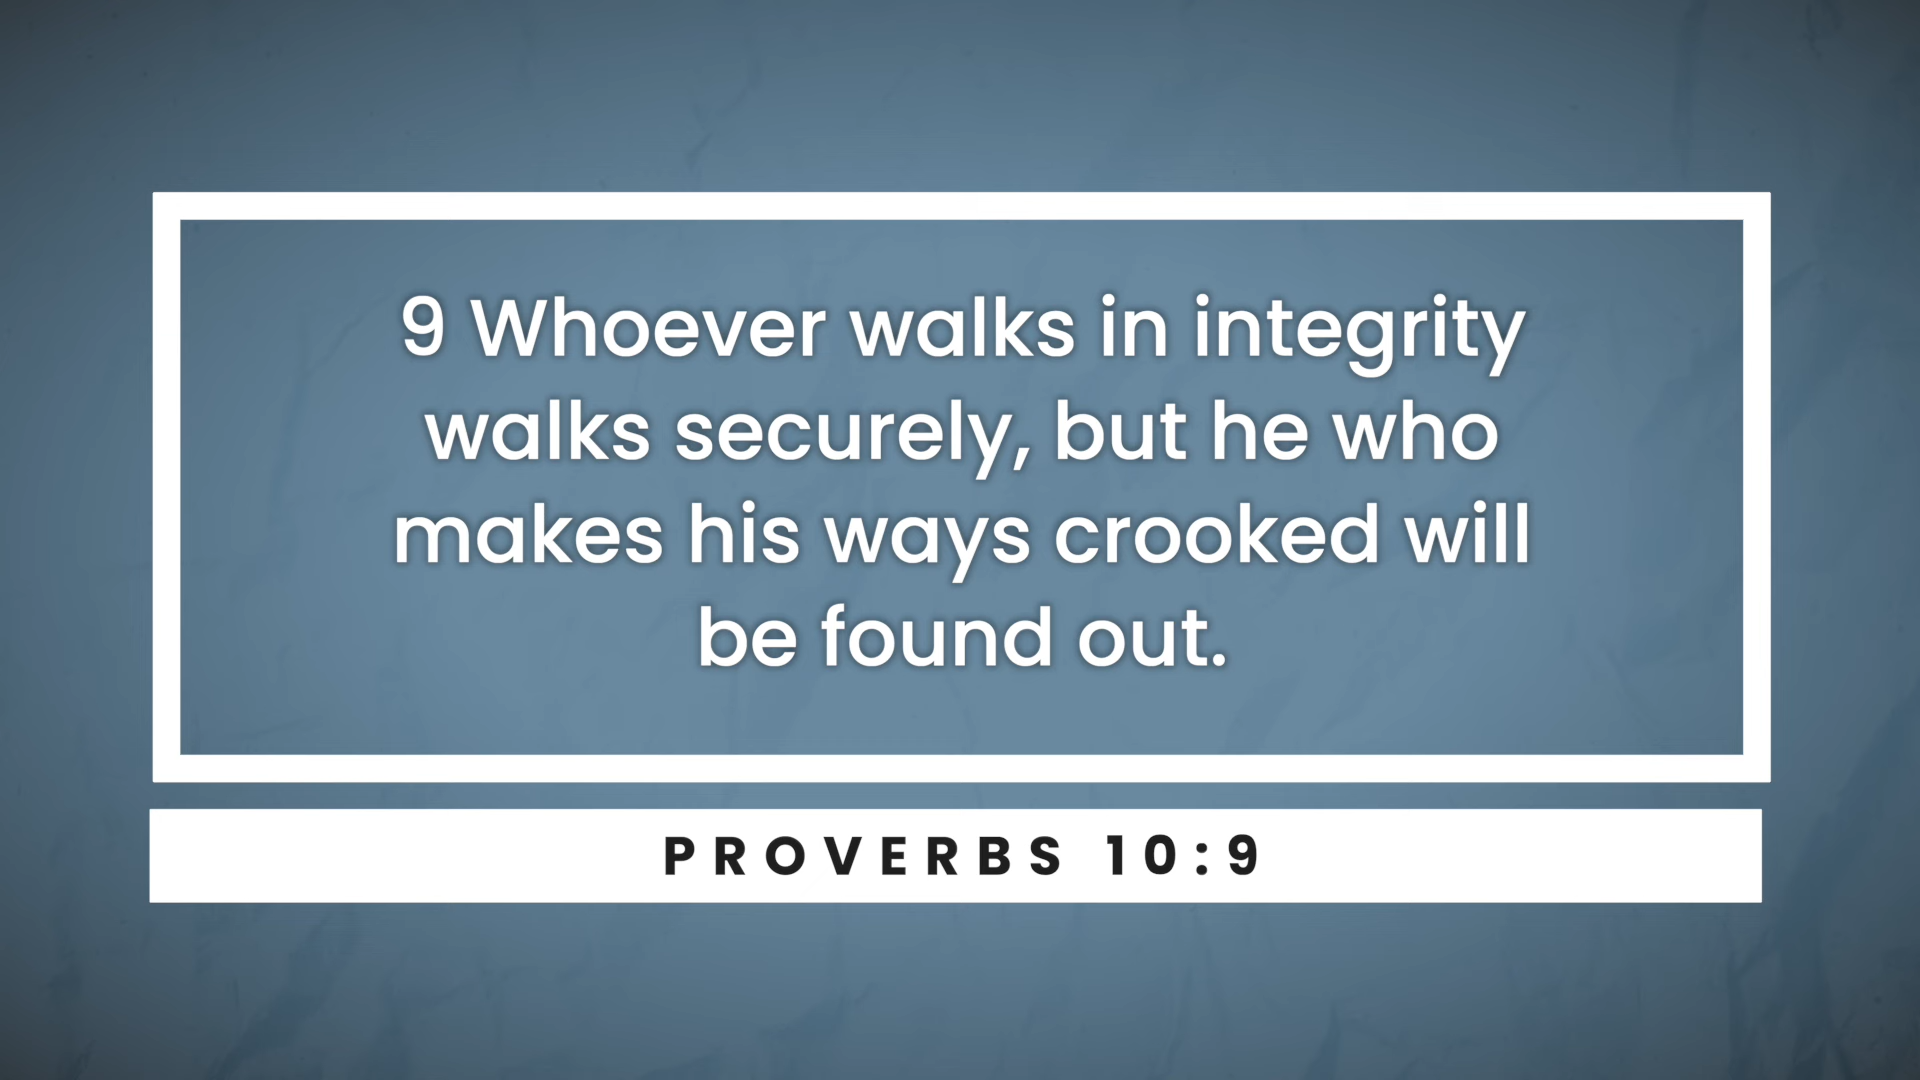 9 Whoever walks in integrity
walks securely, but he who
makes his ways crooked will
be found out.
PROVERBS 10:9